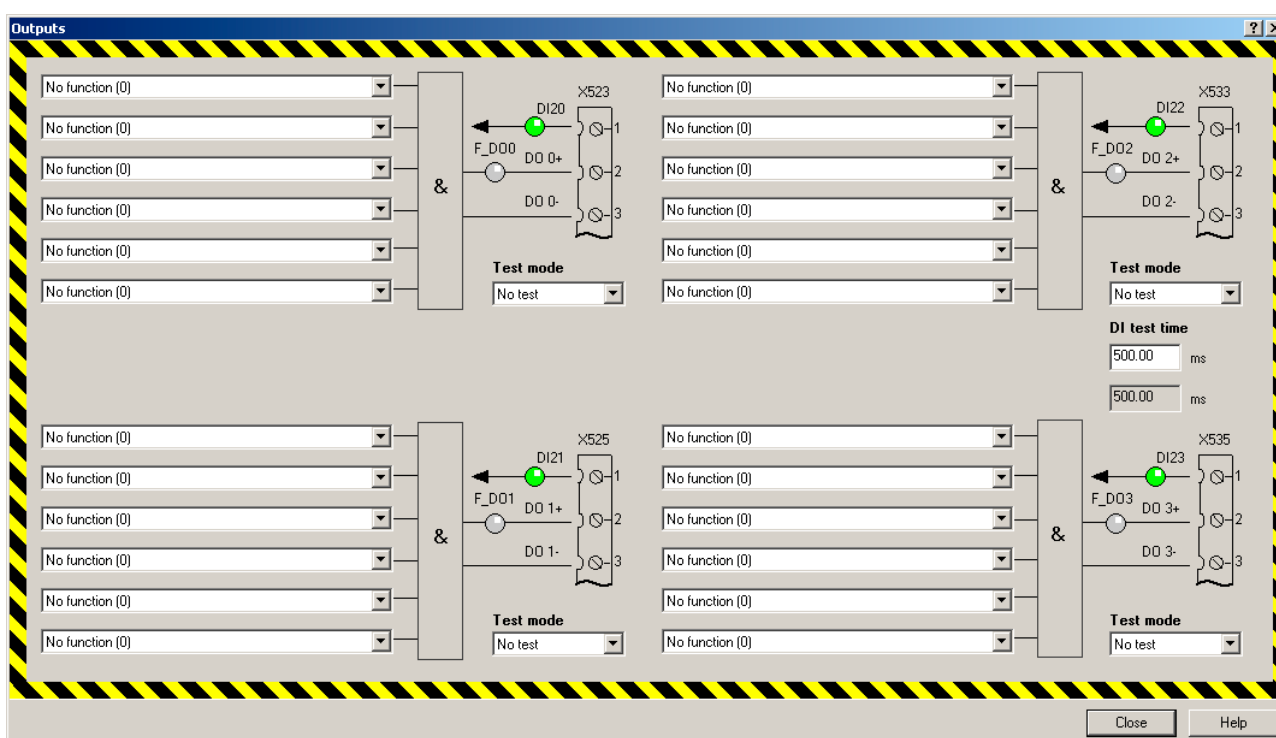 Outputs
No function (0)
No function (0)
No function (0)
No function (0)
No function (0)
No function (0)
&
X523
DI20
1
F_DO0
DO 0+
2
DO 0-
3
Test mode
No test
No function (0)
No function (0)
No function (0)
No function (0)
No function (0)
No function (0)
&
X533
DI22
1
F_DO2
DO 2+
2
DO 2-
3
Test mode
No test
DI test time
500.00 ms
500.00 ms
No function (0)
No function (0)
No function (0)
No function (0)
No function (0)
No function (0)
&
X525
DI21
1
F_DO1
DO 1+
2
DO 1-
3
Test mode
No test
No function (0)
No function (0)
No function (0)
No function (0)
No function (0)
No function (0)
&
X535
DI23
1
F_DO3
DO 3+
2
DO 3-
3
Test mode
No test
Close
Help